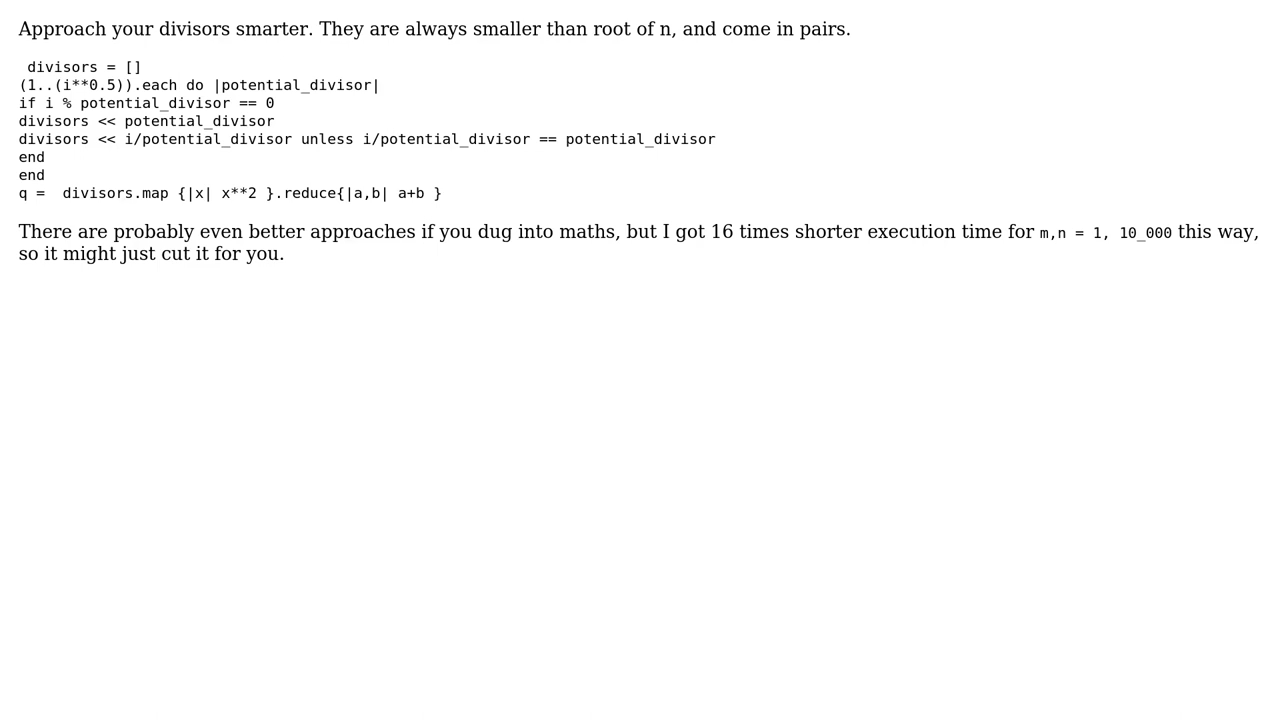 Approach your divisors smarter. They are always smaller than root of n, and come in pairs.
 divisors = []
(1..(i**0.5)).each do |potential_divisor|
if i % potential_divisor == 0
divisors << potential_divisor
divisors << i/potential_divisor unless i/potential_divisor == potential_divisor
end
end
q =  divisors.map {|x| x**2 }.reduce{|a,b| a+b }
There are probably even better approaches if you dug into maths, but I got 16 times shorter execution time for m,n = 1, 10_000 this way,
so it might just cut it for you.